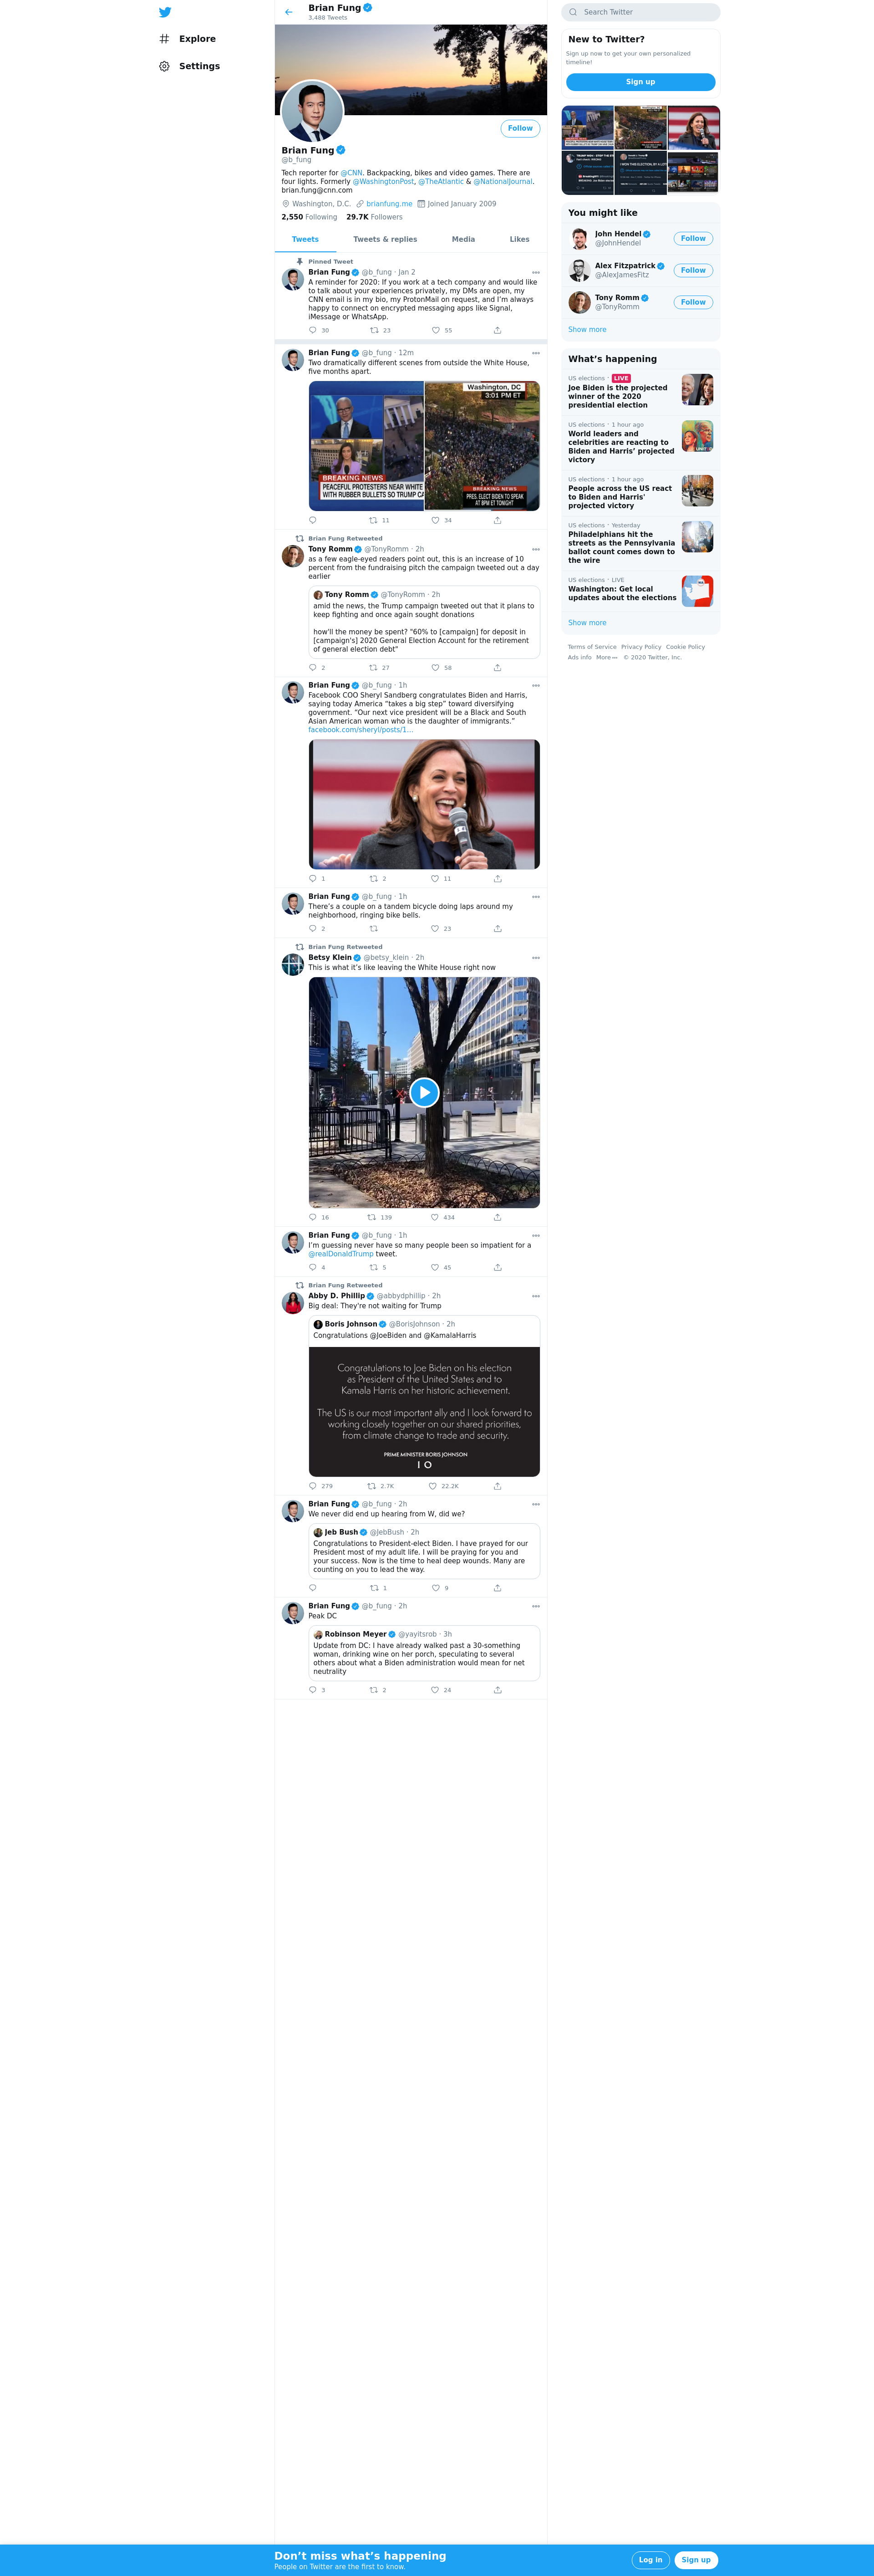 Explore
Settings
Brian Fung
3,488 Tweets
Follow
Brian Fung
@b_fung
Tech reporter for @CNN. Backpacking, bikes and video games. There are
four lights. Formerly @WashingtonPost, @TheAtlantic & @NationalJournal.
brian.fung@cnn.com
Washington, D.C. brianfung.me Joined January 2009
2,550 Following 29.7K Followers
Tweets Tweets & replies Media Likes
Pinned Tweet
Brian Fung @b_fung · Jan 2
A reminder for 2020: If you work at a tech company and would like
to talk about your experiences privately, my DMs are open, my
CNN email is in my bio, my ProtonMail on request, and I'm always
happy to connect on encrypted messaging apps like Signal,
iMessage or WhatsApp.
30 23 55
Brian Fung @b_fung · 12m
Two dramatically different scenes from outside the White House,
five months apart.
BREAKING NEWS
PEACEFUL PROTESTERS NEAR WHITE
WITH RUBBER BULLETS SO TRUMP CA
Washington, DC
3:01 PM ET
BREAKING NEWS
PRES. ELECT BIDEN TO SPEAK
AT 8PM ET TONIGHT
11 34
Brian Fung Retweeted
Tony Romm @TonyRomm · 2h
as a few eagle-eyed readers point out, this is an increase of 10
percent from the fundraising pitch the campaign tweeted out a day
earlier
Tony Romm @TonyRomm · 2h
amid the news, the Trump campaign tweeted out that it plans to
keep fighting and once again sought donations
how'll the money be spent? "60% to [campaign] for deposit in
[campaign's] 2020 General Election Account for the retirement
of general election debt"
2 27 58
Brian Fung @b_fung · 1h
Facebook COO Sheryl Sandberg congratulates Biden and Harris,
saying today America “takes a big step” toward diversifying
government. “Our next vice president will be a Black and South
Asian American woman who is the daughter of immigrants.”
facebook.com/sheryl/posts/1…
1 2 11
Brian Fung @b_fung · 1h
There's a couple on a tandem bicycle doing laps around my
neighborhood, ringing bike bells.
2 23
Brian Fung Retweeted
Betsy Klein @betsy_klein · 2h
This is what it's like leaving the White House right now
16 139 434
Brian Fung @b_fung · 1h
I'm guessing never have so many people been so impatient for a
@realDonaldTrump tweet.
4 5 45
Brian Fung Retweeted
Abby D. Phillip @abbydphillip · 2h
Big deal: They're not waiting for Trump
Boris Johnson @BorisJohnson · 2h
Congratulations @JoeBiden and @KamalaHarris
Congratulations to Joe Biden on his election
as President of the United States and to
Kamala Harris on her historic achievement.
The US is our most important ally and I look forward to
working closely together on our shared priorities,
from climate change to trade and security.
PRIME MINISTER BORIS JOHNSON
10
279 2.7K 22.2K
Brian Fung @b_fung · 2h
We never did end up hearing from W, did we?
Jeb Bush @JebBush · 2h
Congratulations to President-elect Biden. I have prayed for our
President most of my adult life. I will be praying for you and
your success. Now is the time to heal deep wounds. Many are
counting on you to lead the way.
1 9
Brian Fung @b_fung · 2h
Peak DC
Robinson Meyer @yayitsrob · 3h
Update from DC: I have already walked past a 30-something
woman, drinking wine on her porch, speculating to several
others about what a Biden administration would mean for net
neutrality
3 2 24
Search Twitter
New to Twitter?
Sign up now to get your own personalized
timeline!
Sign up
You might like
John Hendel
@JohnHendel
Follow
Alex Fitzpatrick
@AlexJamesFitz
Follow
Tony Romm
@TonyRomm
Follow
Show more
What's happening
US elections · LIVE
Joe Biden is the projected
winner of the 2020
presidential election
US elections · 1 hour ago
World leaders and
celebrities are reacting to
Biden and Harris' projected
victory
US elections · 1 hour ago
People across the US react
to Biden and Harris'
projected victory
US elections · Yesterday
Philadelphians hit the
streets as the Pennsylvania
ballot count comes down to
the wire
US elections · LIVE
Washington: Get local
updates about the elections
Show more
Terms of Service Privacy Policy Cookie Policy
Ads info More © 2020 Twitter, Inc.
Don't miss what's happening
People on Twitter are the first to know.
Log in
Sign up